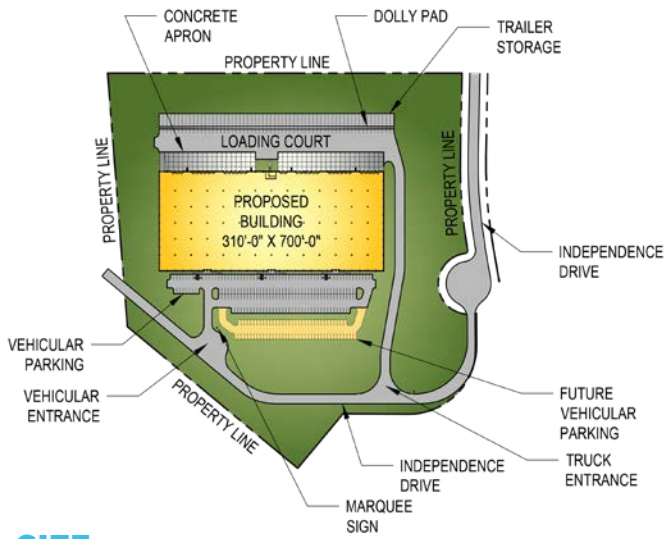 CONCRETE
APRON
DOLLY PAD
TRAILER
STORAGE
PROPERTY LINE
LOADING COURT
PROPERTY LINE
PROPERTY LINE
PROPOSED
BUILDING
310'-0" X 700'-0"
INDEPENDENCE
DRIVE
VEHICULAR
PARKING
VEHICULAR
ENTRANCE
PROPERTY LINE
FUTURE
VEHICULAR
PARKING
INDEPENDENCE
DRIVE
TRUCK
ENTRANCE
MARQUEE
SIGN